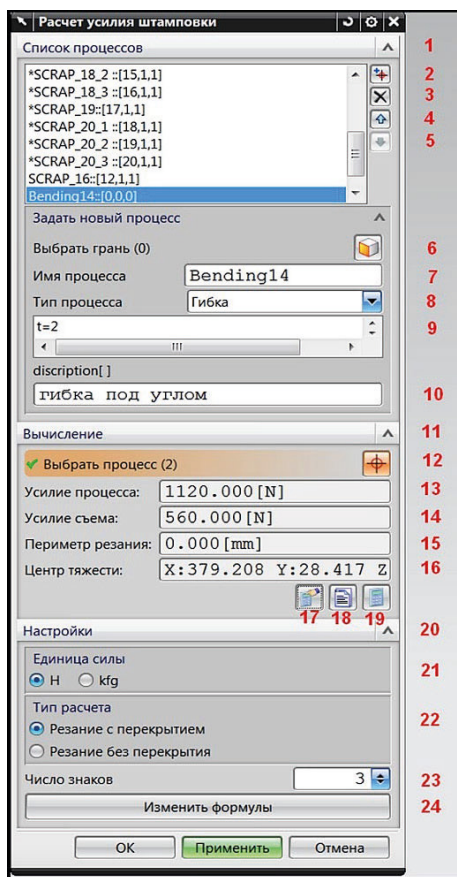 Расчет усилия штамповки
Список процессов 1
*SCRAP_18_2 ::[15,1,1] 2
*SCRAP_18_3 ::[16,1,1] 3
*SCRAP_19::[17,1,1] 4
*SCRAP_20_1 ::[18,1,1] 5
*SCRAP_20_2 ::[19,1,1]
*SCRAP_20_3 ::[20,1,1]
SCRAP_16::[12,1,1]
Bending14::[0,0,0]
Задать новый процесс
Выбрать грань (0) 6
Имя процесса Bending14 7
Тип процесса Гибка 8
t=2 9
discription[ ]
гибка под углом 10
Вычисление 11
Выбрать процесс (2) 12
Усилие процесса: 1120.000[N] 13
Усилие съема: 560.000[N] 14
Периметр резания: 0.000[mm] 15
Центр тяжести: X:379.208 Y:28.417 Z 16
17 18 19
Настройки 20
Единица силы
Н kfg 21
Тип расчета
Резание с перекрытием 22
Резание без перекрытия
Число знаков 3 23
Изменить формулы 24
OK Применить Отмена